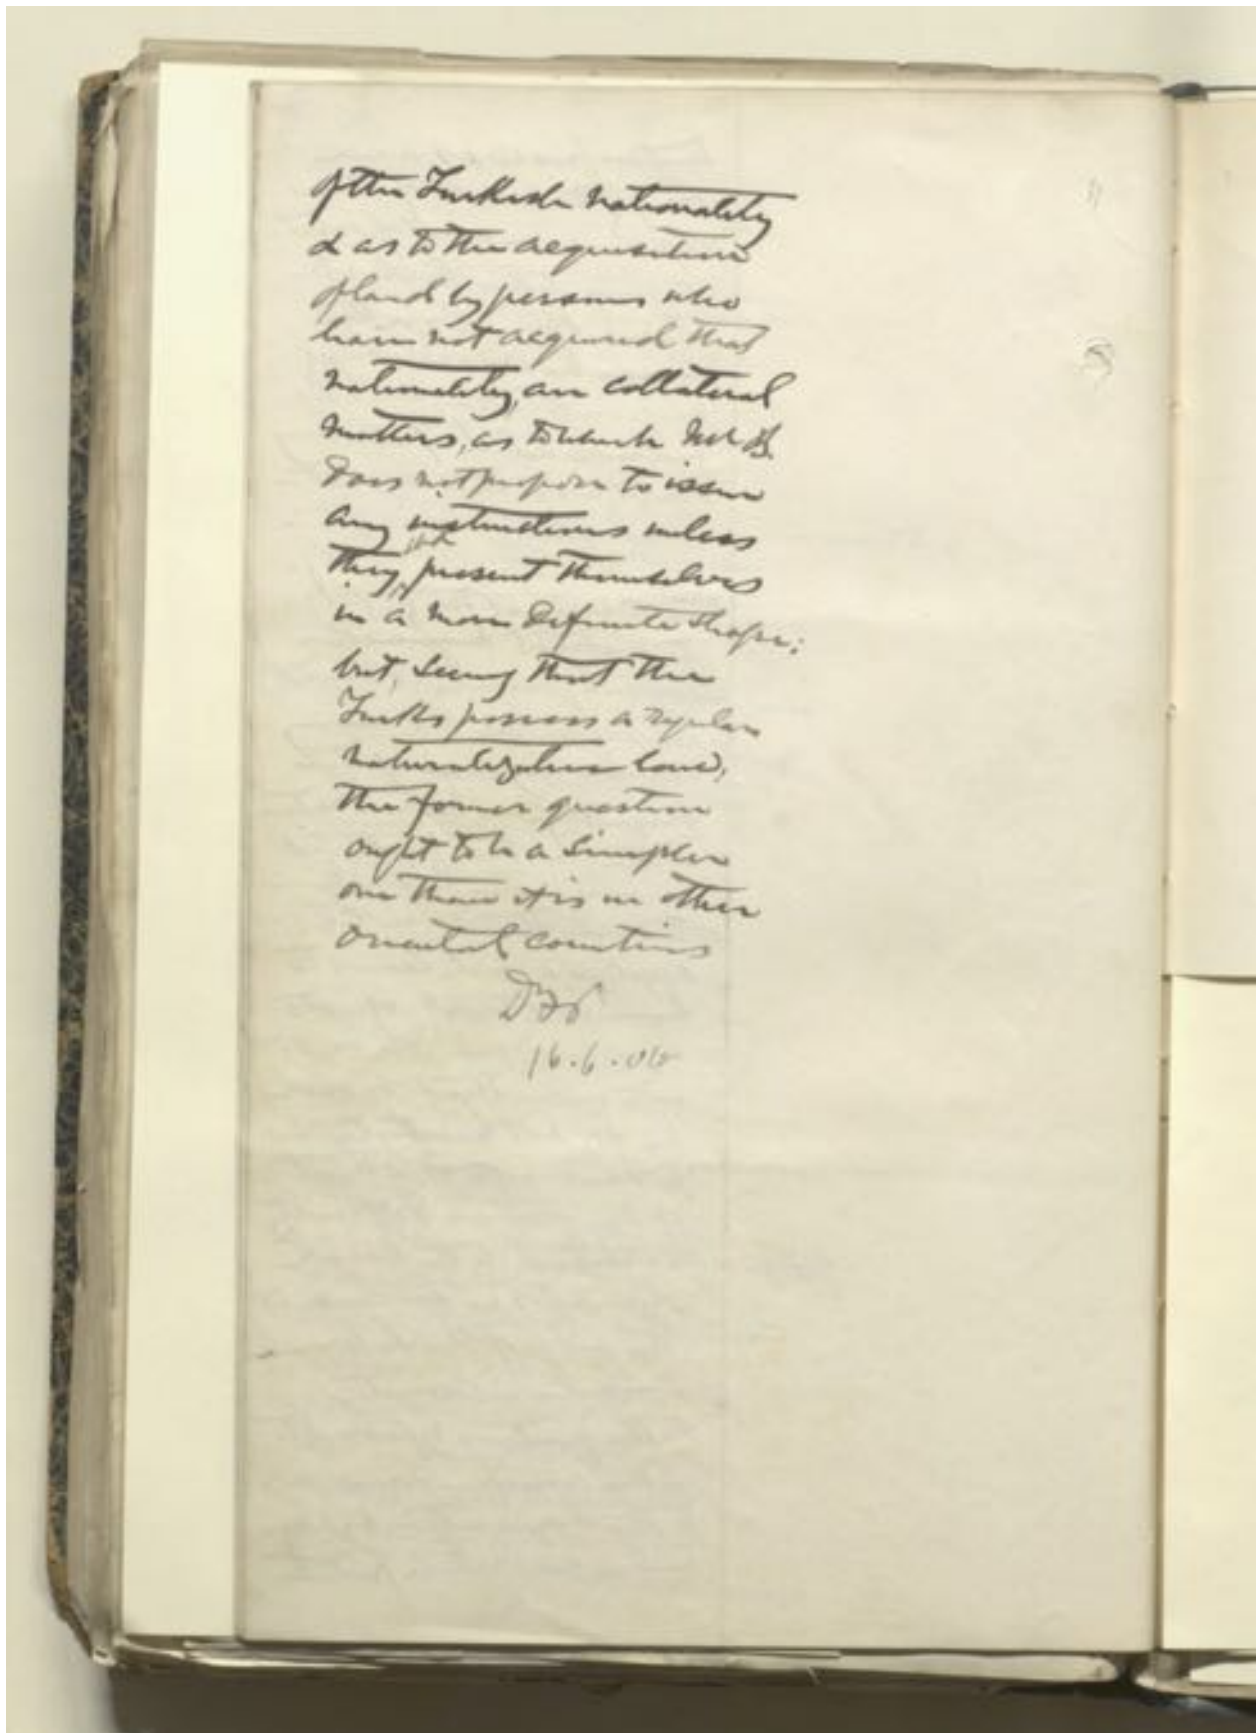 of the Turkish nationality
& as to the acquisition
of land by persons who
have not acquired that
nationality, are collateral
matters, as to which
does not propose to issue
any instructions unless
they present themselves
in a more definite shape;
but, seeing that the
Turks possess a regular
naturalization law,
the former question
ought to be a simpler
one than it is in other
Oriental countries
16.6.06